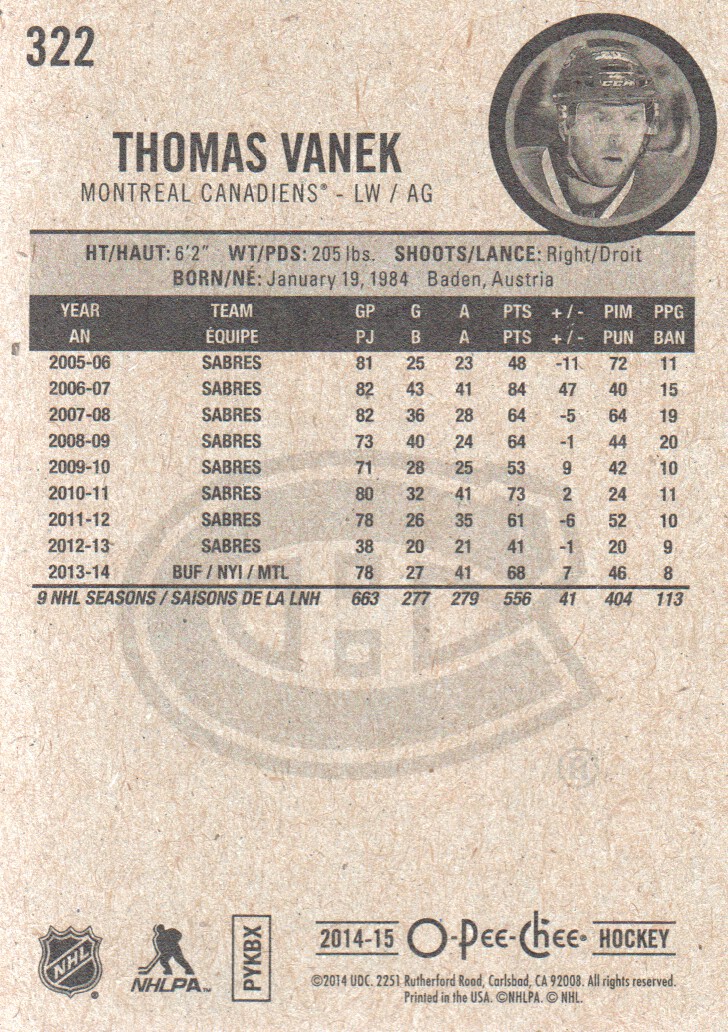 322
THOMAS VANEK
MONTREAL CANADIENS® - LW / AG
HT/HAUT: 6'2" WT/PDS: 205 lbs. SHOOTS/LANCE: Right/Droit
BORN/NÉ: January 19, 1984 Baden, Austria
YEAR TEAM GP G A PTS +/- PIM PPG
AN ÉQUIPE PJ B A PTS +/- PUN BAN
2005-06 SABRES 81 25 23 48 -11 72 11
2006-07 SABRES 82 43 41 84 47 40 15
2007-08 SABRES 82 36 28 64 -5 64 19
2008-09 SABRES 73 40 24 64 -1 44 20
2009-10 SABRES 71 28 25 53 9 42 10
2010-11 SABRES 80 32 41 73 2 24 11
2011-12 SABRES 78 26 35 61 -6 52 10
2012-13 SABRES 38 20 21 41 -1 20 9
2013-14 BUF / NYI / MTL 78 27 41 68 7 46 8
9 NHL SEASONS / SAISONS DE LA LNH 663 277 279 556 41 404 113
®
NHL ®
NHLPA™
PYKBX
2014-15 O-Pee-Chee® HOCKEY
©2014 UDC. 2251 Rutherford Road, Carlsbad, CA 92008. All rights reserved.
Printed in the USA. ©NHLPA. © NHL.